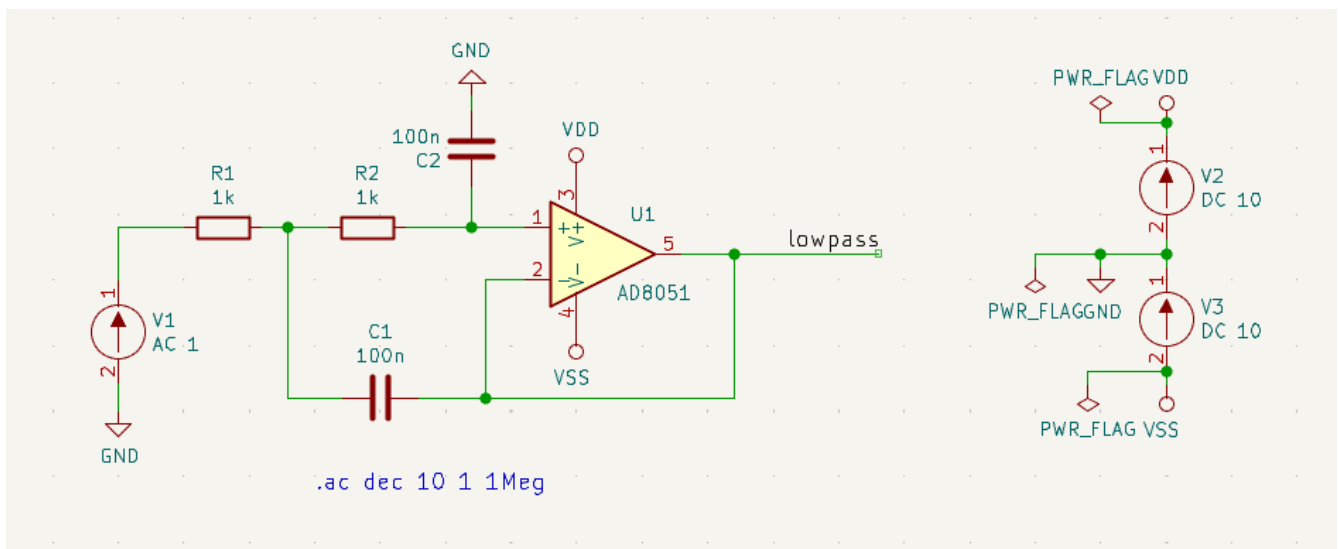 GND
PWR_FLAG VDD
100n
C2
VDD
3
1
R1
1k
R2
1k
V2
DC 10
1
+
V+
U1
5
lowpass
2
2
-
V-
AD8051
1
V1
AC 1
C1
100n
4
PWR_FLAG GND
1
V3
DC 10
2
VSS
2
PWR_FLAG VSS
GND
.ac dec 10 1 1Meg